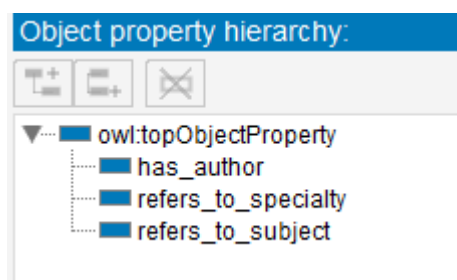 Object property hierarchy:
owl:topObjectProperty
has_author
refers_to_specialty
refers_to_subject